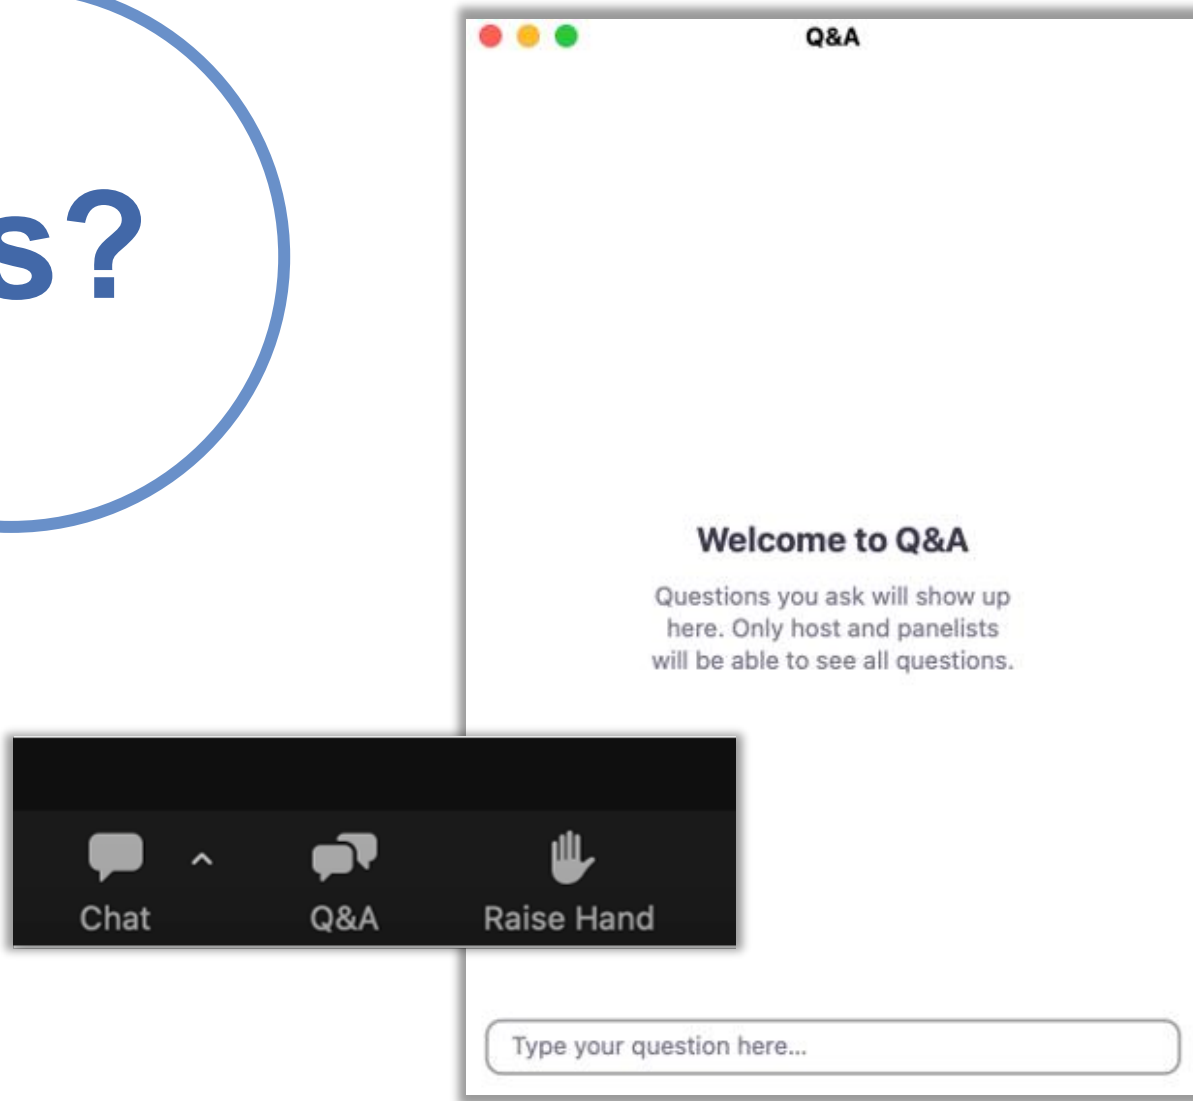 s?
Q&A
Welcome to Q&A
Questions you ask will show up
here. Only host and panelists
will be able to see all questions.
Chat
Q&A
Raise Hand
Type your question here...